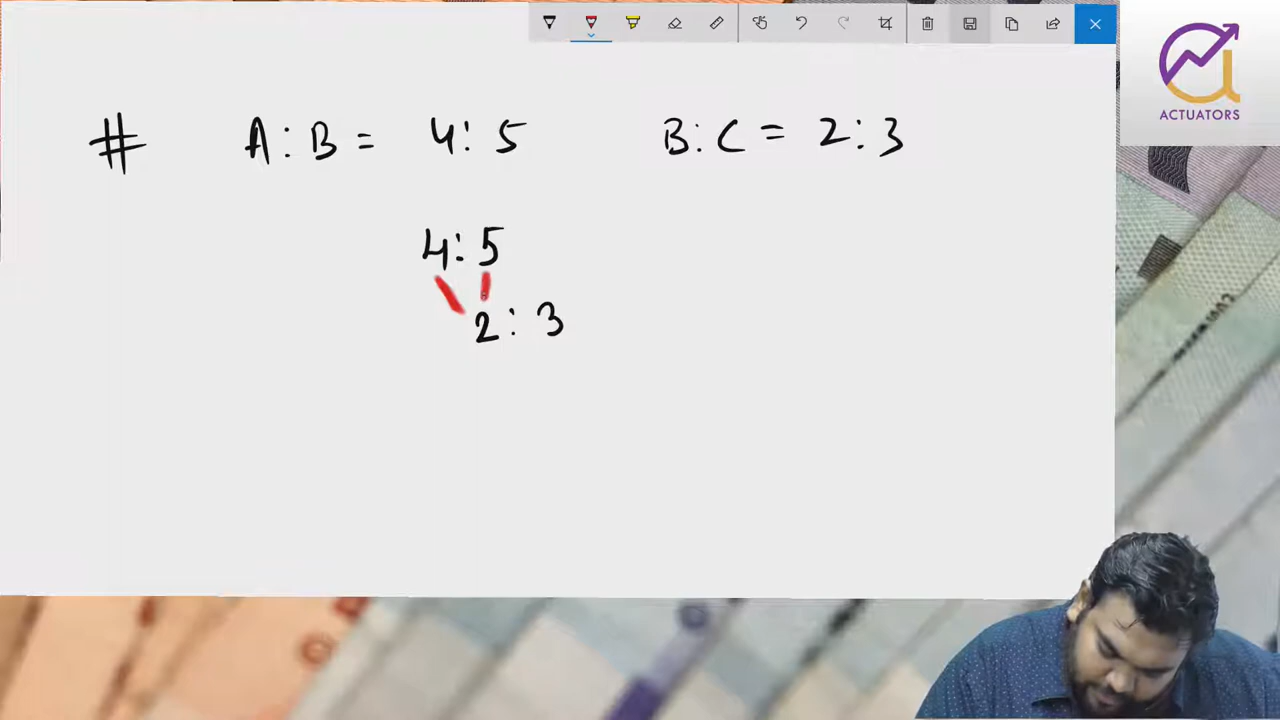 ACTUATORS
# A : B = 4 : 5 B : C = 2 : 3
4 : 5
2 : 3